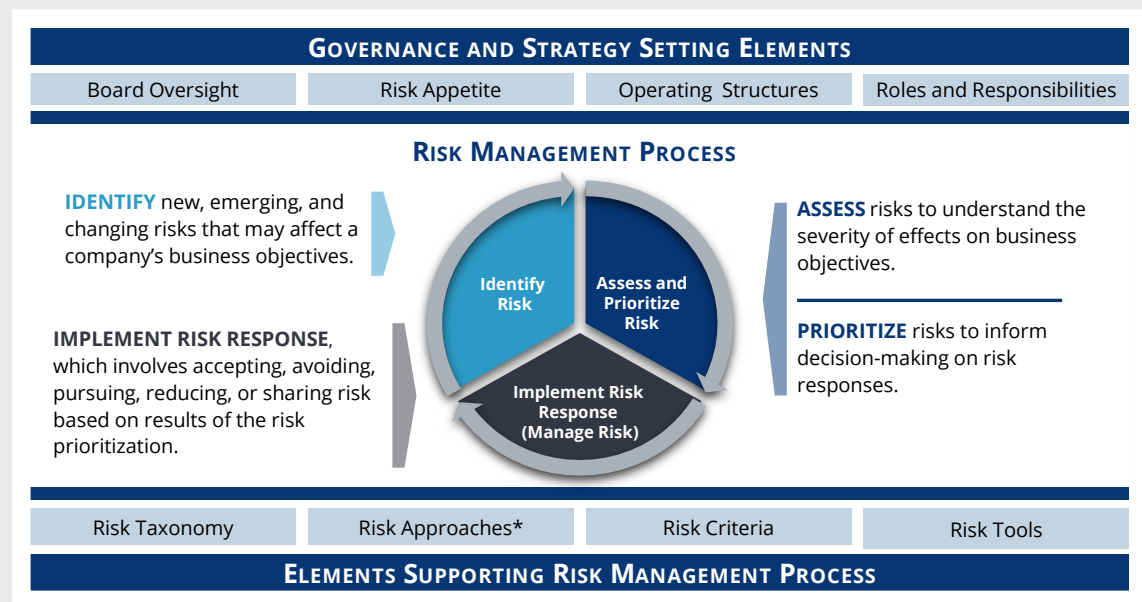 GOVERNANCE AND STRATEGY SETTING ELEMENTS
Board Oversight
Risk Appetite
Operating Structures
Roles and Responsibilities
RISK MANAGEMENT PROCESS
IDENTIFY new, emerging, and
changing risks that may affect a
company's business objectives.
IMPLEMENT RISK RESPONSE,
which involves accepting, avoiding,
pursuing, reducing, or sharing risk
based on results of the risk
prioritization.
Identify
Risk
Assess and
Prioritize
Risk
Implement Risk
Response
(Manage Risk)
ASSESS risks to understand the
severity of effects on business
objectives.
PRIORITIZE risks to inform
decision-making on risk
responses.
Risk Taxonomy
Risk Approaches*
Risk Criteria
Risk Tools
ELEMENTS SUPPORTING RISK MANAGEMENT PROCESS